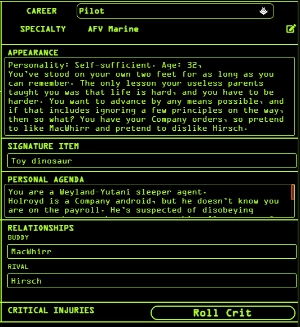 CAREER
Pilot
SPECIALTY
AFV Marine
APPEARANCE
Personality: Self-sufficient. Age: 32,
You've stood on your own two feet for as long as you
can remember. The only lesson your useless parents
taught you was that life is hard, and you have to be
harder. You want to advance by any means possible, and
if that includes ignoring a few principles on the way,
then so what? You have your Company orders, so pretend
to like MacWhirr and pretend to dislike Hirsch.
SIGNATURE ITEM
Toy dinosaur
PERSONAL AGENDA
You are a Weyland-Yutani sleeper agent.
Holroyd is a Company android, but he doesn't know you
are on the payroll. He's suspected of disobeying
RELATIONSHIPS
BUDDY
MacWhirr
RIVAL
Hirsch
CRITICAL INJURIES
Roll Crit